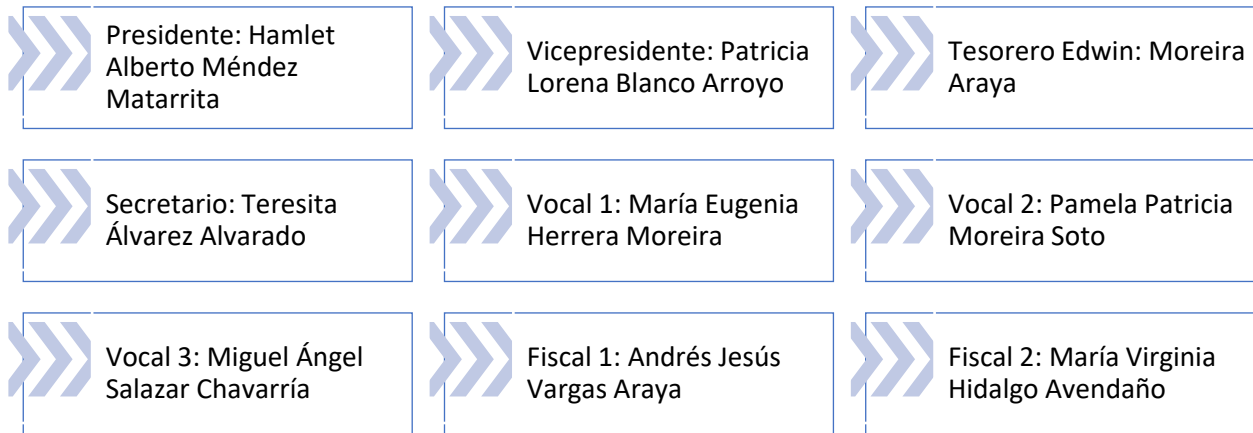 Presidente: Hamlet
Alberto Méndez
Matarrita
Vicepresidente: Patricia
Lorena Blanco Arroyo
Tesorero Edwin: Moreira
Araya
Secretario: Teresita
Álvarez Alvarado
Vocal 1: María Eugenia
Herrera Moreira
Vocal 2: Pamela Patricia
Moreira Soto
Vocal 3: Miguel Ángel
Salazar Chavarría
Fiscal 1: Andrés Jesús
Vargas Araya
Fiscal 2: María Virginia
Hidalgo Avendaño